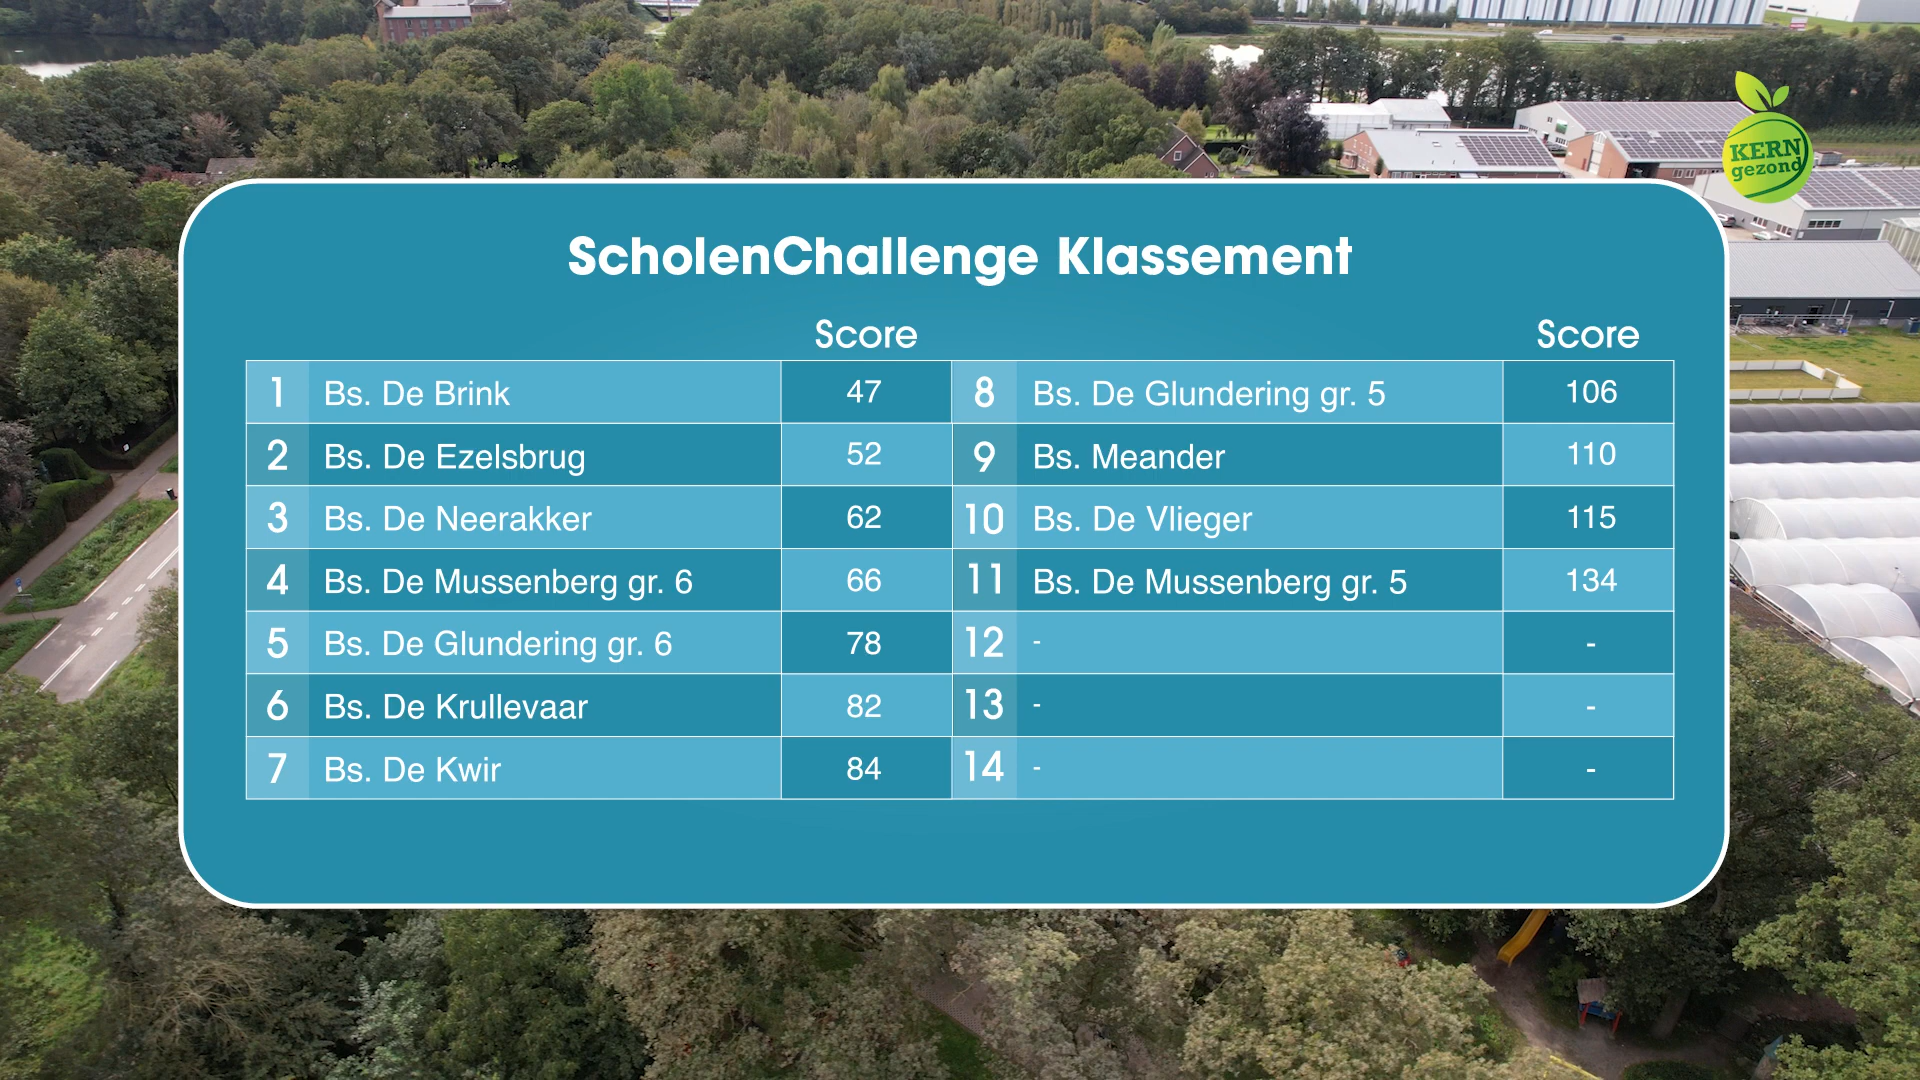 KERN
gezond
ScholenChallenge Klassement
Score Score
1 Bs. De Brink 47 8 Bs. De Glundering gr. 5 106
2 Bs. De Ezelsbrug 52 9 Bs. Meander 110
3 Bs. De Neerakker 62 10 Bs. De Vlieger 115
4 Bs. De Mussenberg gr. 6 66 11 Bs. De Mussenberg gr. 5 134
5 Bs. De Glundering gr. 6 78 12 - -
6 Bs. De Krullevaar 82 13 - -
7 Bs. De Kwir 84 14 - -